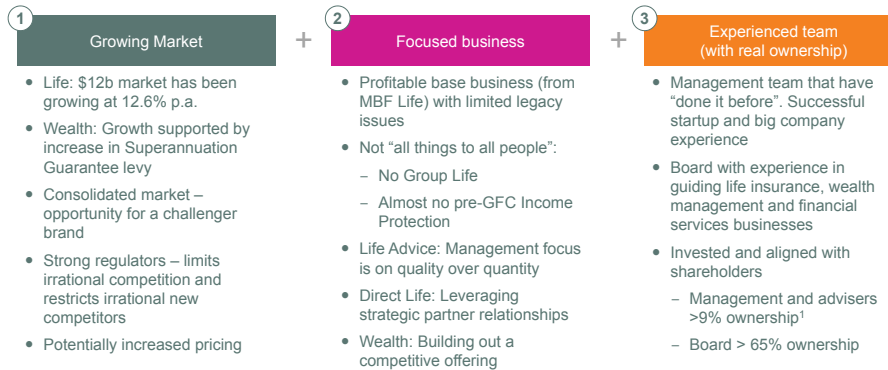 1
Growing Market
• Life: $12b market has been
growing at 12.6% p.a.
• Wealth: Growth supported by
increase in Superannuation
Guarantee levy
• Consolidated market –
opportunity for a challenger
brand
• Strong regulators – limits
irrational competition and
restricts irrational new
competitors
• Potentially increased pricing
+
2
Focused business
• Profitable base business (from
MBF Life) with limited legacy
issues
• Not “all things to all people”:
– No Group Life
– Almost no pre-GFC Income
Protection
• Life Advice: Management focus
is on quality over quantity
• Direct Life: Leveraging
strategic partner relationships
• Wealth: Building out a
competitive offering
+
3
Experienced team
(with real ownership)
• Management team that have
“done it before”. Successful
startup and big company
experience
• Board with experience in
guiding life insurance, wealth
management and financial
services businesses
• Invested and aligned with
shareholders
– Management and advisers
>9% ownership¹
– Board > 65% ownership